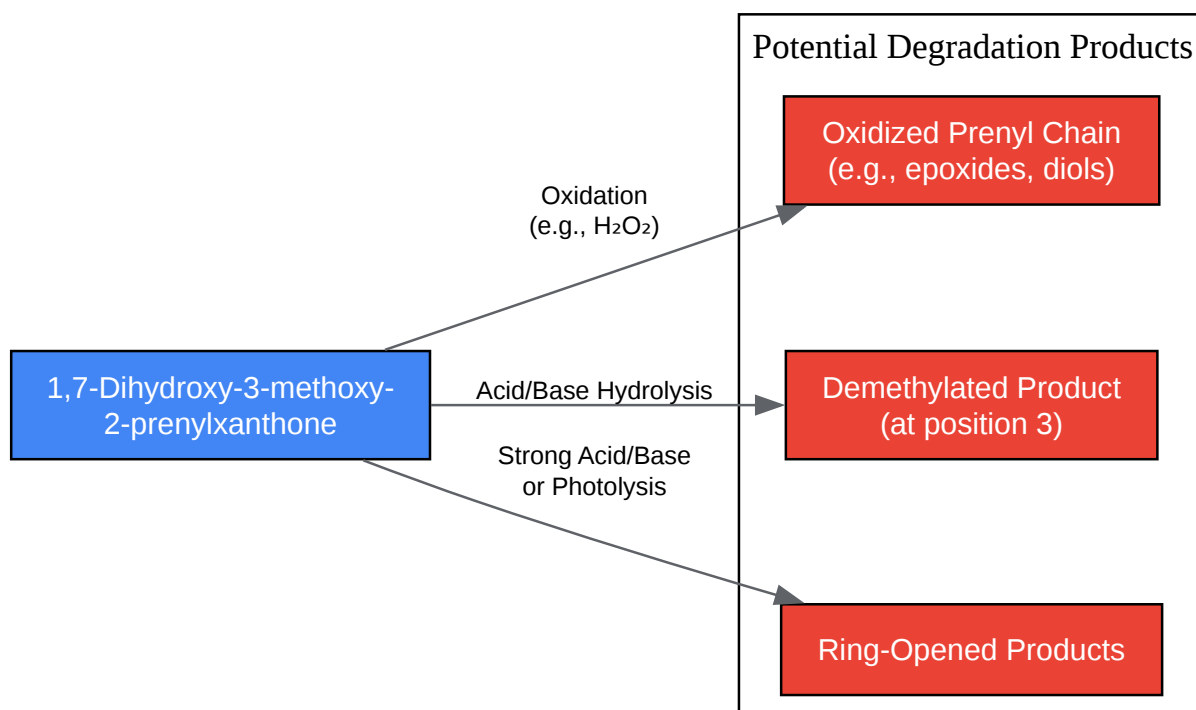 Potential Degradation Products
Oxidized Prenyl Chain
(e.g., epoxides, diols)
Oxidation
(e.g., H₂O₂)
1,7-Dihydroxy-3-methoxy-
2-prenylxanthone
Acid/Base Hydrolysis
Demethylated Product
(at position 3)
Strong Acid/Base
or Photolysis
Ring-Opened Products